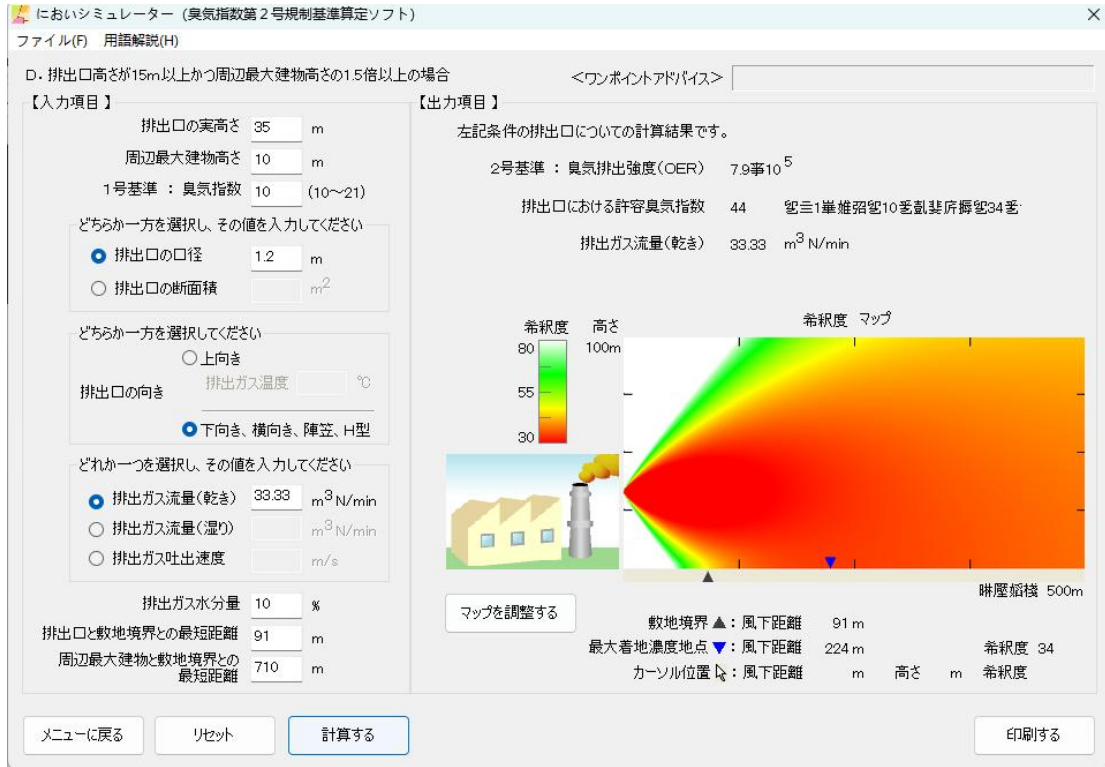 においシミュレーター (臭気指数第２号規制基準算定ソフト)
ファイル(F) 用語解説(H)
D. 排出口高さが15m以上かつ周辺最大建物高さの1.5倍以上の場合
<ワンポイントアドバイス>
【入力項目】
排出口の実高さ 35 m
周辺最大建物高さ 10 m
1号基準 : 臭気指数 10 (10～21)
どちらか一方を選択し、その値を入力してください
排出口の口径 1.2 m
排出口の断面積 m2
どちらか一方を選択してください
上向き
排出ガス温度 ℃
排出口の向き
下向き、横向き、陣笠、H型
どれか一つを選択し、その値を入力してください
排出ガス流量(乾き) 33.33 m3N/min
排出ガス流量(湿り) m3N/min
排出ガス吐出速度 m/s
排出ガス水分量 10 %
排出口と敷地境界との最短距離 91 m
周辺最大建物と敷地境界との
最短距離 710 m
【出力項目】
左記条件の排出口についての計算結果です。
2号基準 : 臭気排出強度(OER) 7.9 10 5
排出口における許容臭気指数 44
排出ガス流量(乾き) 33.33 m3N/min
希釈度 高さ
80 100m
55
30
希釈度 マップ
500m
マップを調整する
敷地境界 ▲ : 風下距離 91 m
最大着地濃度地点 ▼ : 風下距離 224 m 希釈度 34
カーソル位置 : 風下距離 m 高さ m 希釈度
メニューに戻る リセット 計算する 印刷する